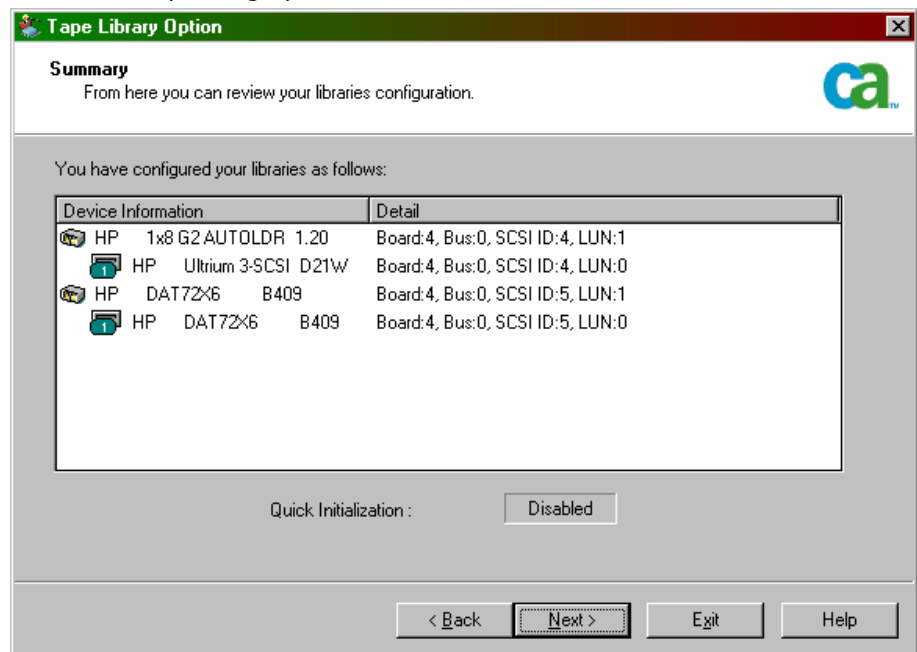 Tape Library Option
Summary
From here you can review your libraries configuration.
ca TM
You have configured your libraries as follows:
Device Information Detail
HP 1x8 G2 AUTOLDR 1.20 Board:4, Bus:0, SCSI ID:4, LUN:1
1 HP Ultrium 3-SCSI D21W Board:4, Bus:0, SCSI ID:4, LUN:0
HP DAT72X6 B409 Board:4, Bus:0, SCSI ID:5, LUN:1
1 HP DAT72X6 B409 Board:4, Bus:0, SCSI ID:5, LUN:0
Quick Initialization : Disabled
< Back Next > Exit Help